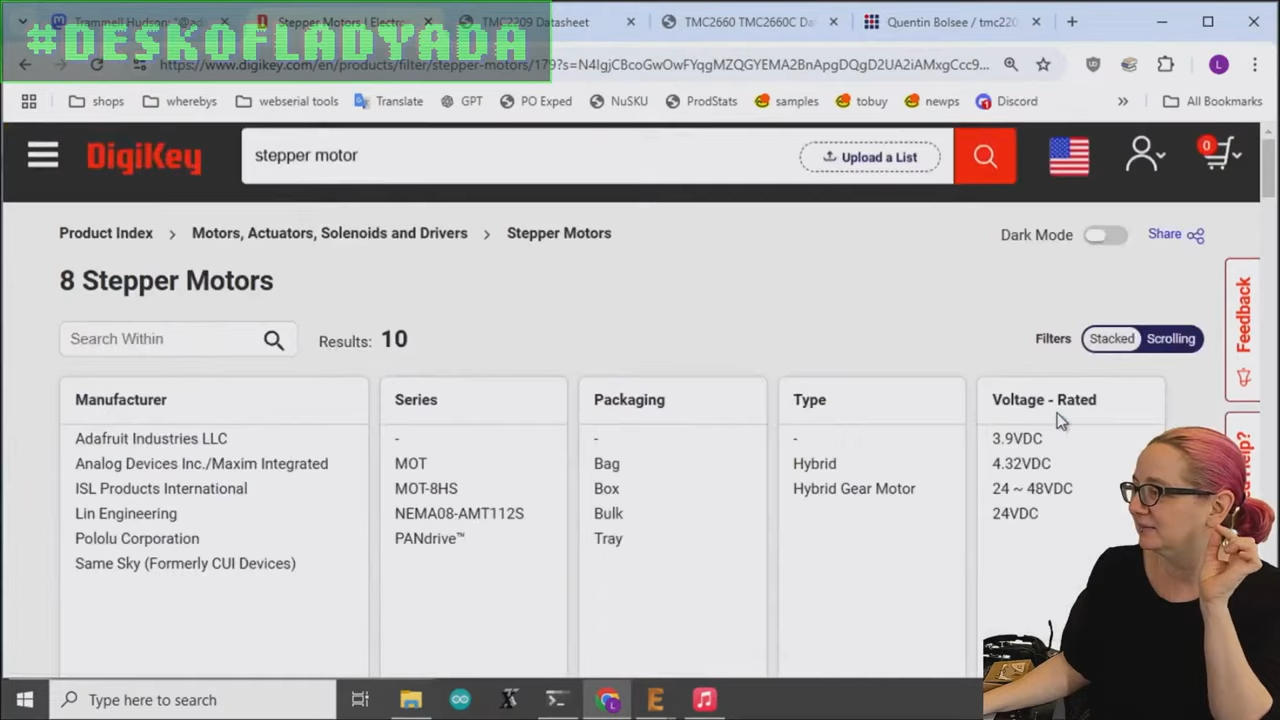 Trammell Hudson: "@ad
Stepper Motors | Electro
TMC2209 Datasheet
TMC2660 TMC2660C Da
Quentin Bolsee / tmc220
#DESKOFLADYADA
https://www.digikey.com/en/products/filter/stepper-motors/179?s=N4IgjCBcoGwOwFYqgMZQGYEMA2BnApgDQgD2UA2iAMxgCcc9...
L
shops
whereby
webserial tools
Translate
GPT
PO Exped
NuSKU
ProdStats
samples
tobuy
newps
Discord
»
All Bookmarks
DigiKey
stepper motor
Upload a List
0
Product Index > Motors, Actuators, Solenoids and Drivers > Stepper Motors
Dark Mode
Share
8 Stepper Motors
Search Within
Results: 10
Filters
Stacked
Scrolling
Feedback
Manufacturer
Adafruit Industries LLC
Analog Devices Inc./Maxim Integrated
ISL Products International
Lin Engineering
Pololu Corporation
Same Sky (Formerly CUI Devices)
Series
-
MOT
MOT-8HS
NEMA08-AMT112S
PANdrive™
Packaging
-
Bag
Box
Bulk
Tray
Type
-
Hybrid
Hybrid Gear Motor
Voltage - Rated
3.9VDC
4.32VDC
24 ~ 48VDC
24VDC
Type here to search